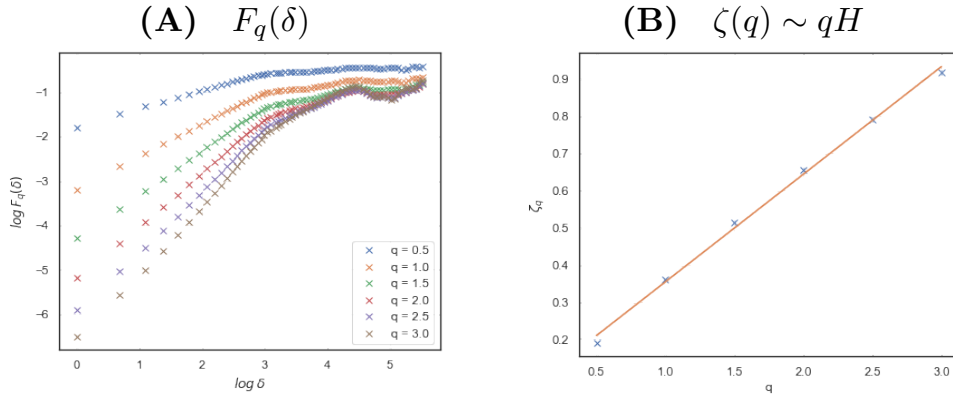 (A) F_q(δ)
−1
−2
−3
−4
−5
−6
log F_q(δ)
0
1
2
3
4
5
log δ
q = 0.5
q = 1.0
q = 1.5
q = 2.0
q = 2.5
q = 3.0
(B) ζ(q) ∼ qH
0.9
0.8
0.7
0.6
0.5
0.4
0.3
0.2
ζ_q
0.5
1.0
1.5
2.0
2.5
3.0
q